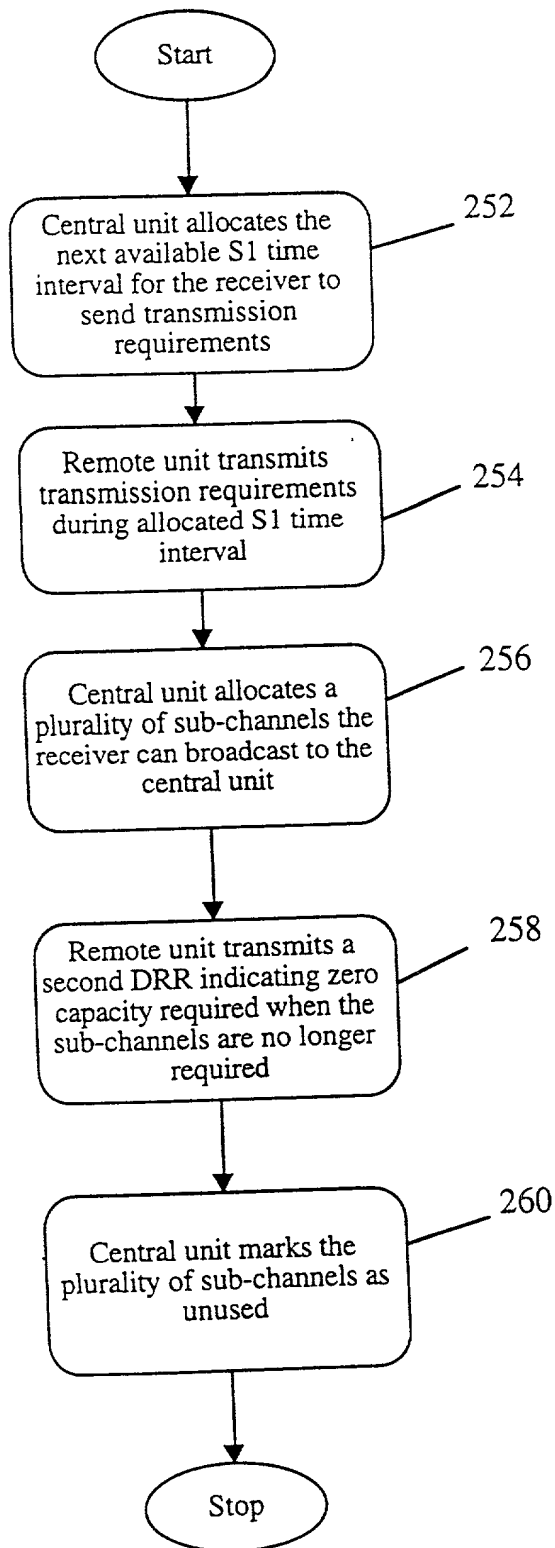 Start
Central unit allocates the
next available S1 time
interval for the receiver to
send transmission
requirements
252
Remote unit transmits
transmission requirements
during allocated S1 time
interval
254
Central unit allocates a
plurality of sub-channels the
receiver can broadcast to the
central unit
256
Remote unit transmits a
second DRR indicating zero
capacity required when the
sub-channels are no longer
required
258
Central unit marks the
plurality of sub-channels as
unused
260
Stop